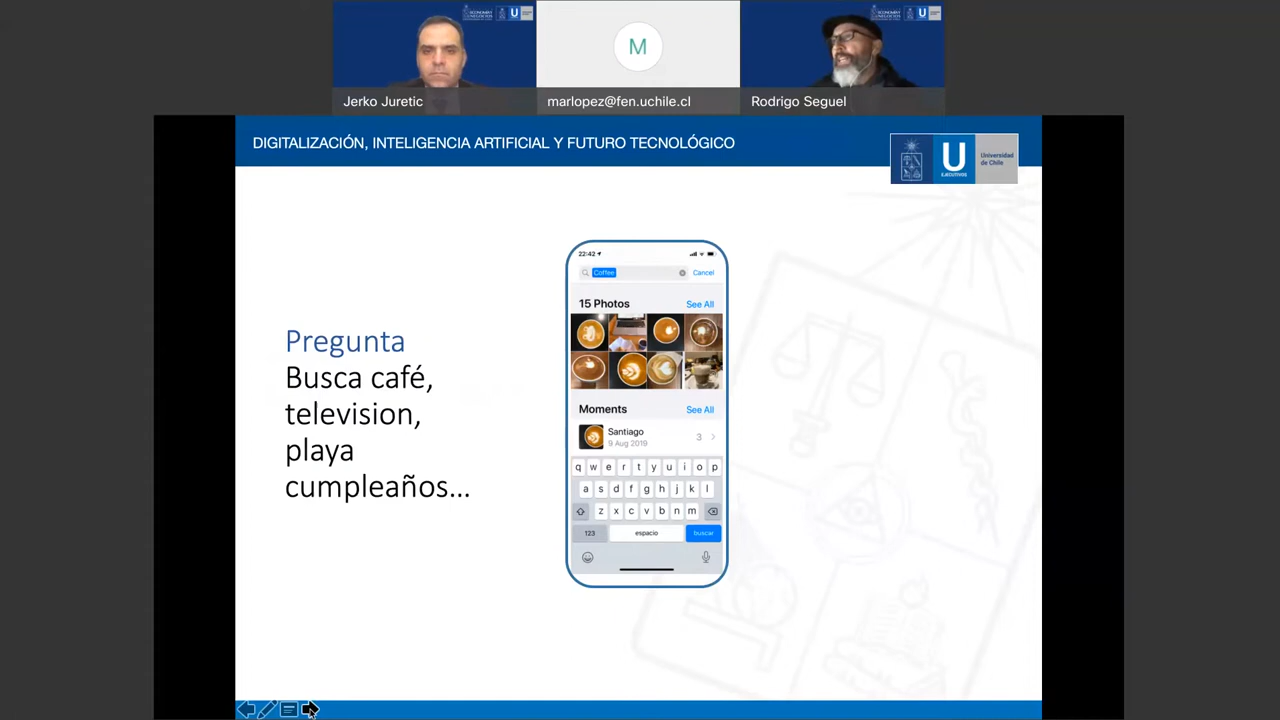 Jerko Juretic
M
marlopez@fen.uchile.cl
Rodrigo Seguel
DIGITALIZACIÓN, INTELIGENCIA ARTIFICIAL Y FUTURO TECNOLÓGICO
U
EJECUTIVOS
Universidad
de Chile
Pregunta
Busca café,
television,
playa
cumpleaños...
22:42
Coffee
Cancel
15 Photos
See All
Moments
See All
Santiago
9 Aug 2019
3
q w e r t y u i o p
a s d f g h j k l
z x c v b n m
123
espacio
buscar